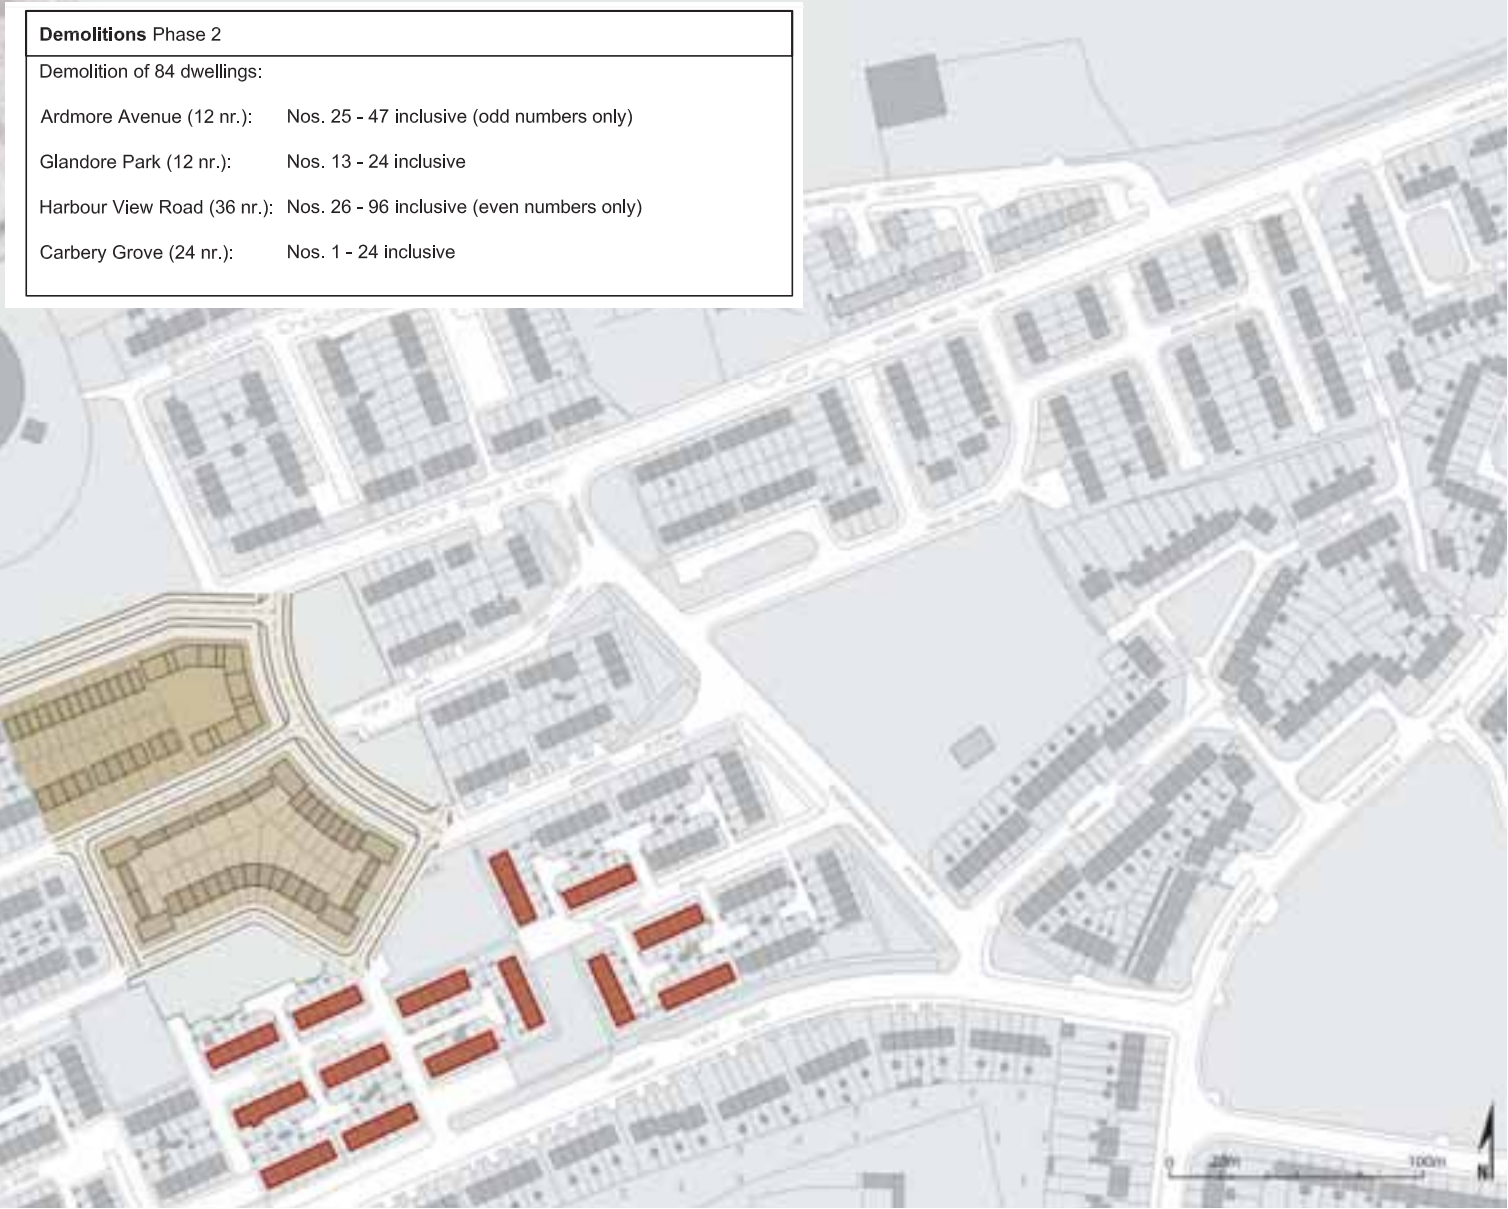 Demolitions Phase 2
Demolition of 84 dwellings:
Ardmore Avenue (12 nr.): Nos. 25 - 47 inclusive (odd numbers only)
Glandore Park (12 nr.): Nos. 13 - 24 inclusive
Harbour View Road (36 nr.): Nos. 26 - 96 inclusive (even numbers only)
Carbery Grove (24 nr.): Nos. 1 - 24 inclusive
0
100m
N